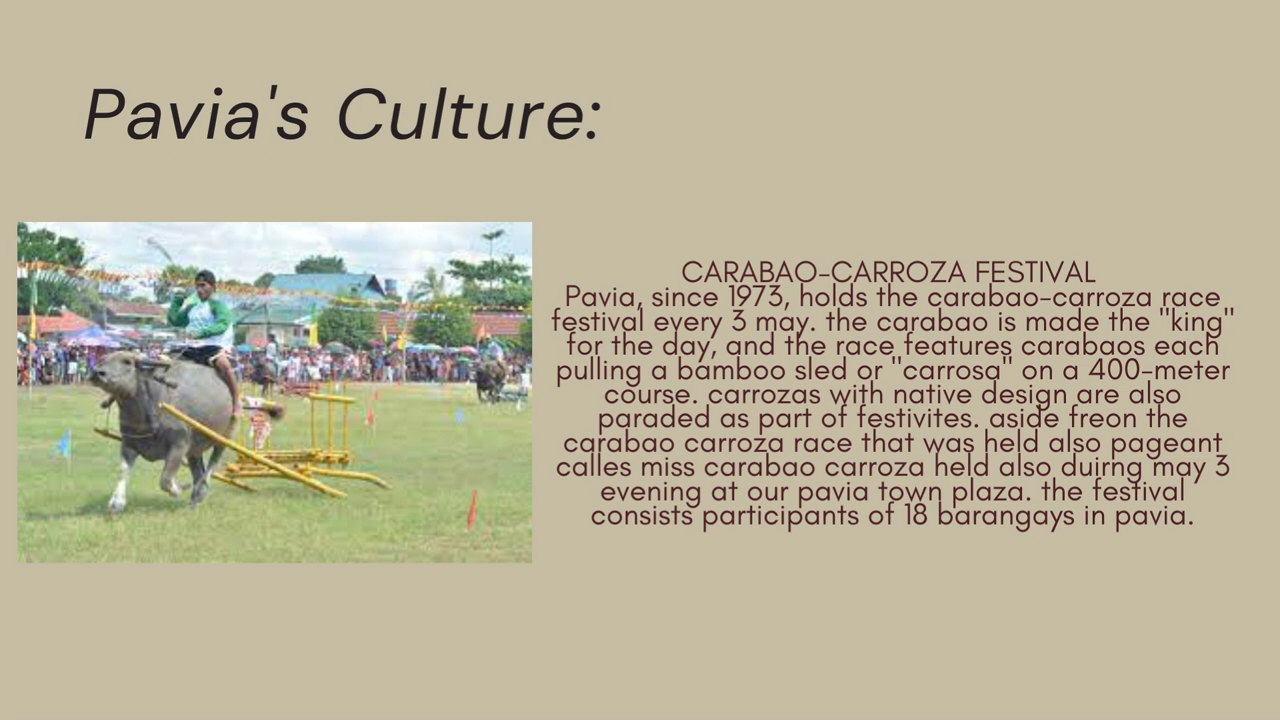 Pavia's Culture:
CARABAO-CARROZA FESTIVAL
Pavia, since 1973, holds the carabao-carroza race
festival every 3 may. the carabao is made the "king"
for the day, and the race features carabaos each
pulling a bamboo sled or "carrosa" on a 400-meter
course. carrozas with native design are also
paraded as part of festivites. aside freon the
carabao carroza race that was held also pageant
calles miss carabao carroza held also duirng may 3
evening at our pavia town plaza. the festival
consists participants of 18 barangays in pavia.